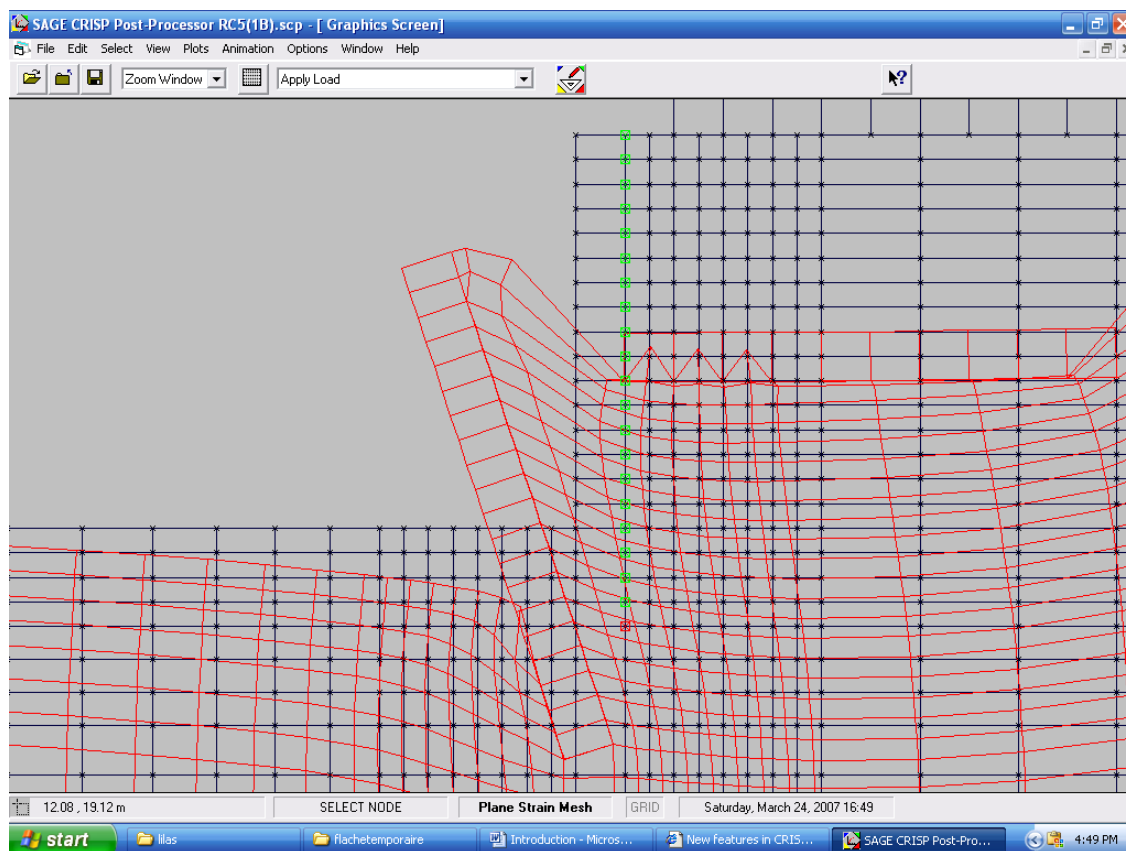 SAGE CRISP Post-Processor RC5(1B).scp - [ Graphics Screen]
File Edit Select View Plots Animation Options Window Help
Zoom Window Apply Load
12.08 , 19.12 m SELECT NODE Plane Strain Mesh GRID Saturday, March 24, 2007 16:49
start lilas flachetemporaire Introduction - Micros... New features in CRIS... SAGE CRISP Post-Pro... 4:49 PM